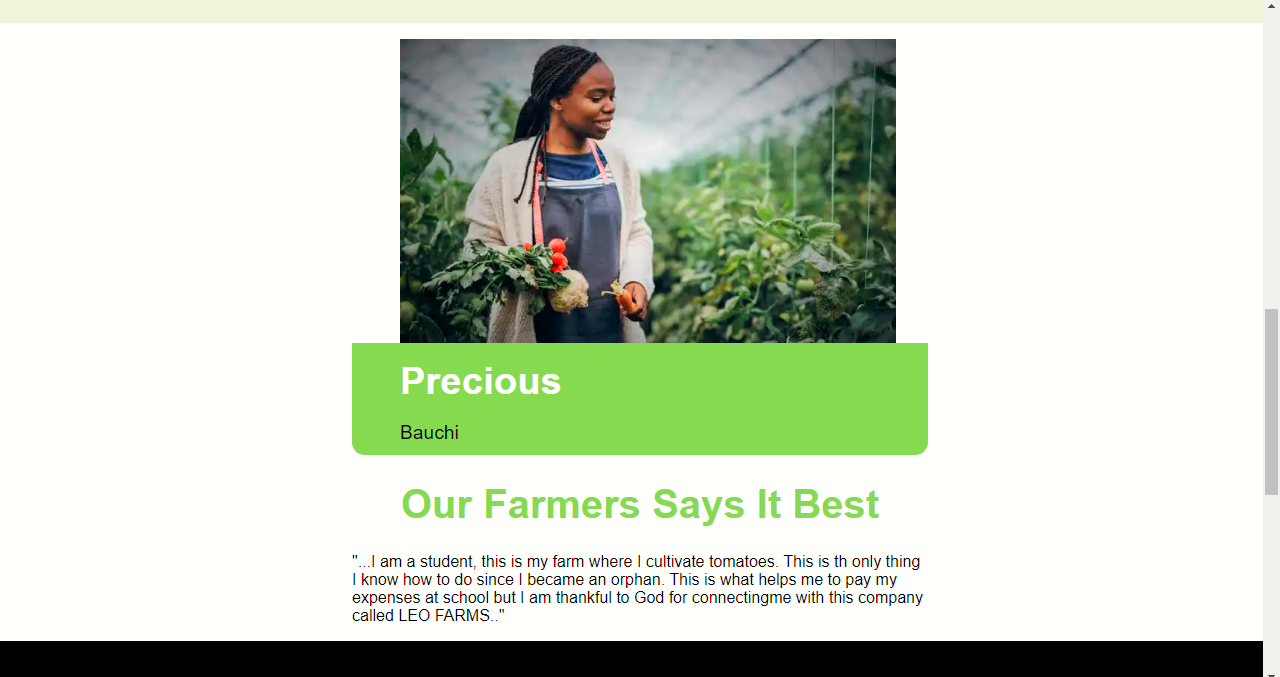 Precious
Bauchi
Our Farmers Says It Best
"...I am a student, this is my farm where I cultivate tomatoes. This is th only thing
I know how to do since I became an orphan. This is what helps me to pay my
expenses at school but I am thankful to God for connectingme with this company
called LEO FARMS.."